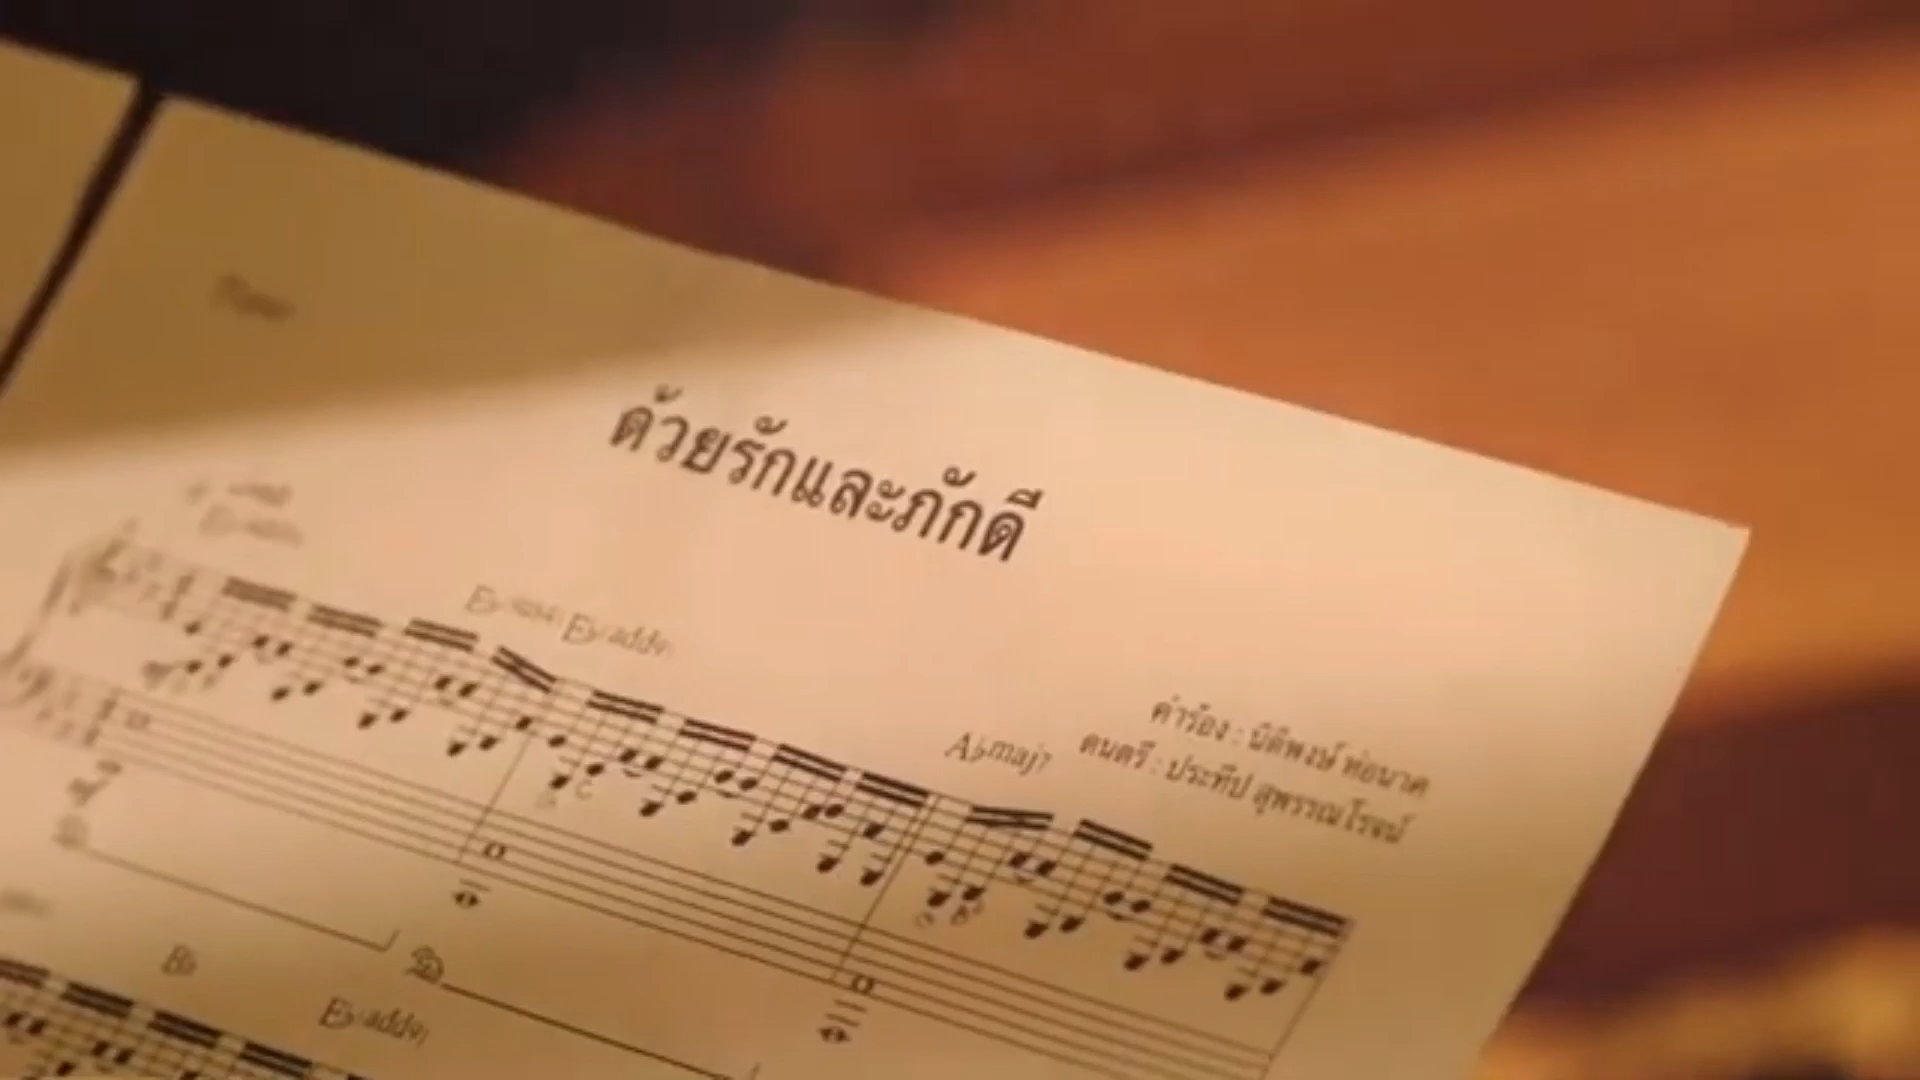 Piano
ด้วยรักและภักดี
E♭(add9)
คำร้อง : นิติพงษ์ ห่อนาค
A♭maj7
ดนตรี : ประทีป สุพรรณโรจน์
B♭
E♭(add9)